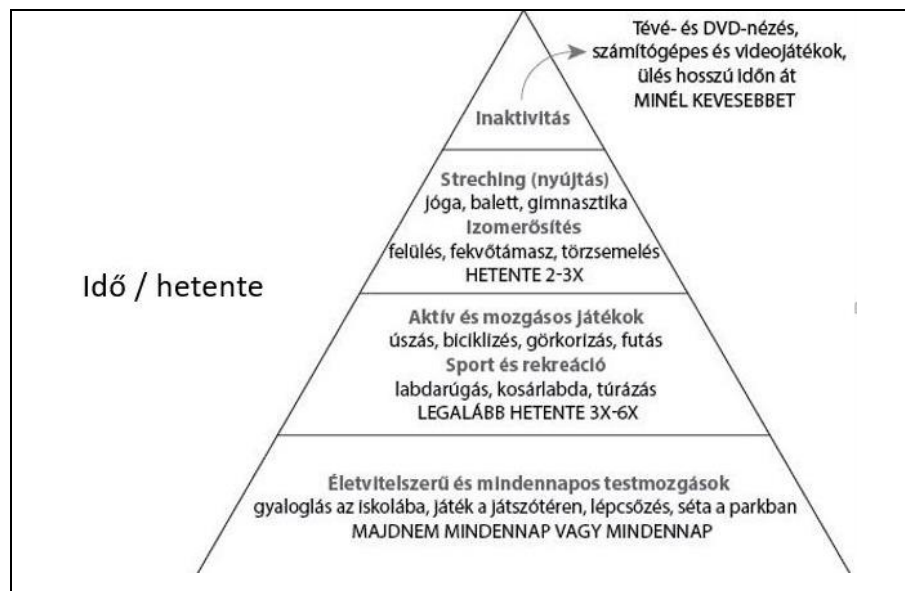 Tévé- és DVD-nézés,
számítógépes és videojátékok,
ülés hosszú időn át
MINÉL KEVESEBBET
Inaktivitás
Streching (nyújtás)
jóga, balett, gimnasztika
Izomerősítés
felülés, fekvőtámasz, törzsemelés
HETENTE 2-3X
Idő / hetente
Aktív és mozgásos játékok
úszás, biciklizés, görkorizás, futás
Sport és rekreáció
labdarúgás, kosárlabda, túrázás
LEGALÁBB HETENTE 3X-6X
Életvitelszerű és mindennapos testmozgások
gyaloglás az iskolába, játék a játszótéren, lépcsőzés, séta a parkban
MAJDNEM MINDENNAP VAGY MINDENNAP